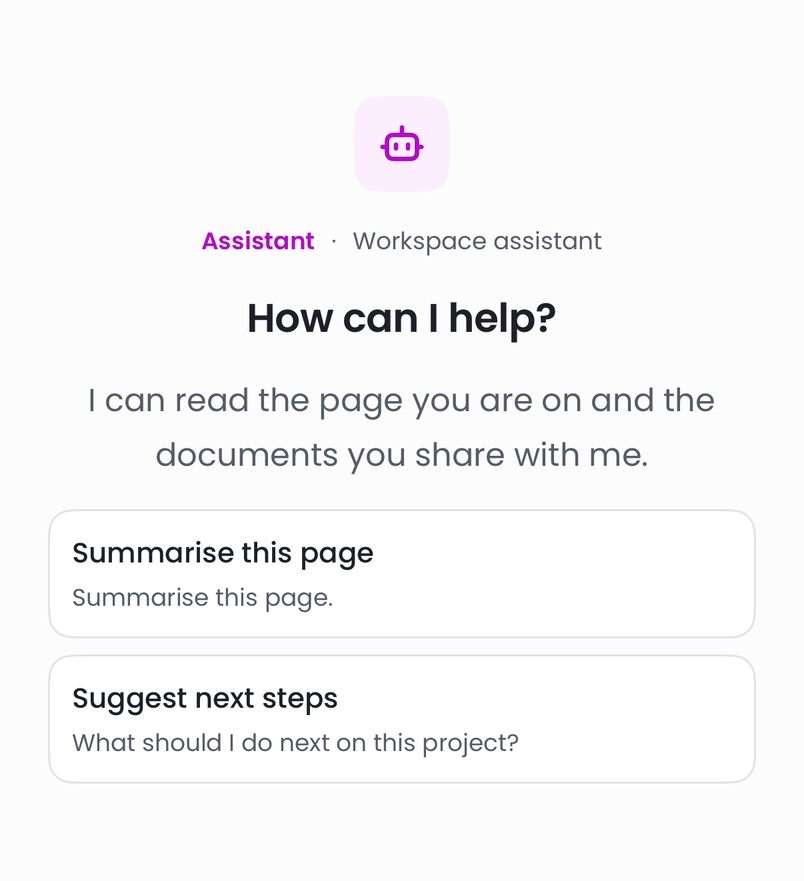 Assistant · Workspace assistant
How can I help?
I can read the page you are on and the
documents you share with me.
Summarise this page
Summarise this page.
Suggest next steps
What should I do next on this project?